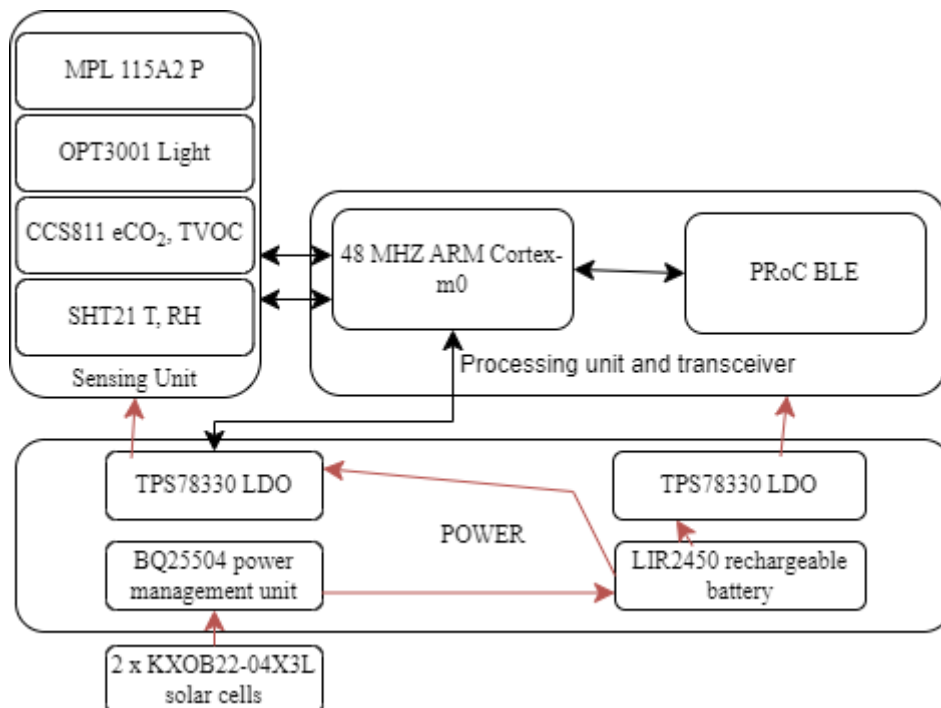 MPL 115A2 P
OPT3001 Light
CCS811 eCO₂, TVOC
SHT21 T, RH
Sensing Unit
48 MHZ ARM Cortex-
m0
PRoC BLE
Processing unit and transceiver
TPS78330 LDO
TPS78330 LDO
POWER
BQ25504 power
management unit
LIR2450 rechargeable
battery
2 x KXOB22-04X3L
solar cells